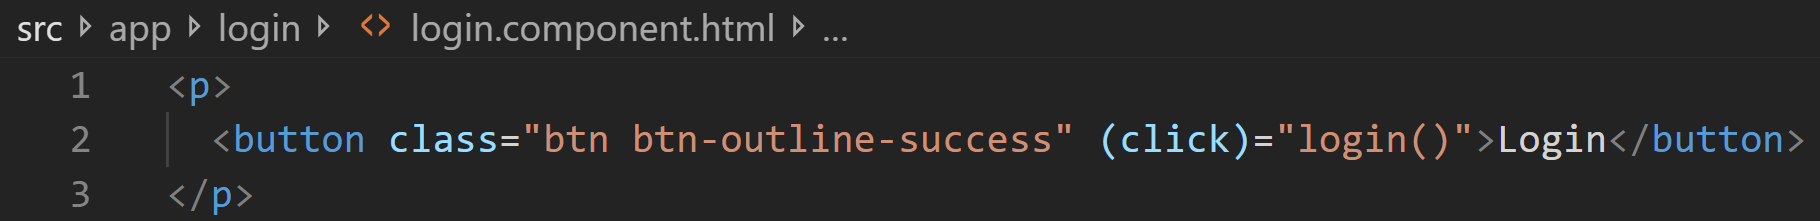 src > app > login > <> login.component.html > ...
1 <p>
2 <button class="btn btn-outline-success" (click)="login()">Login</button>
3 </p>